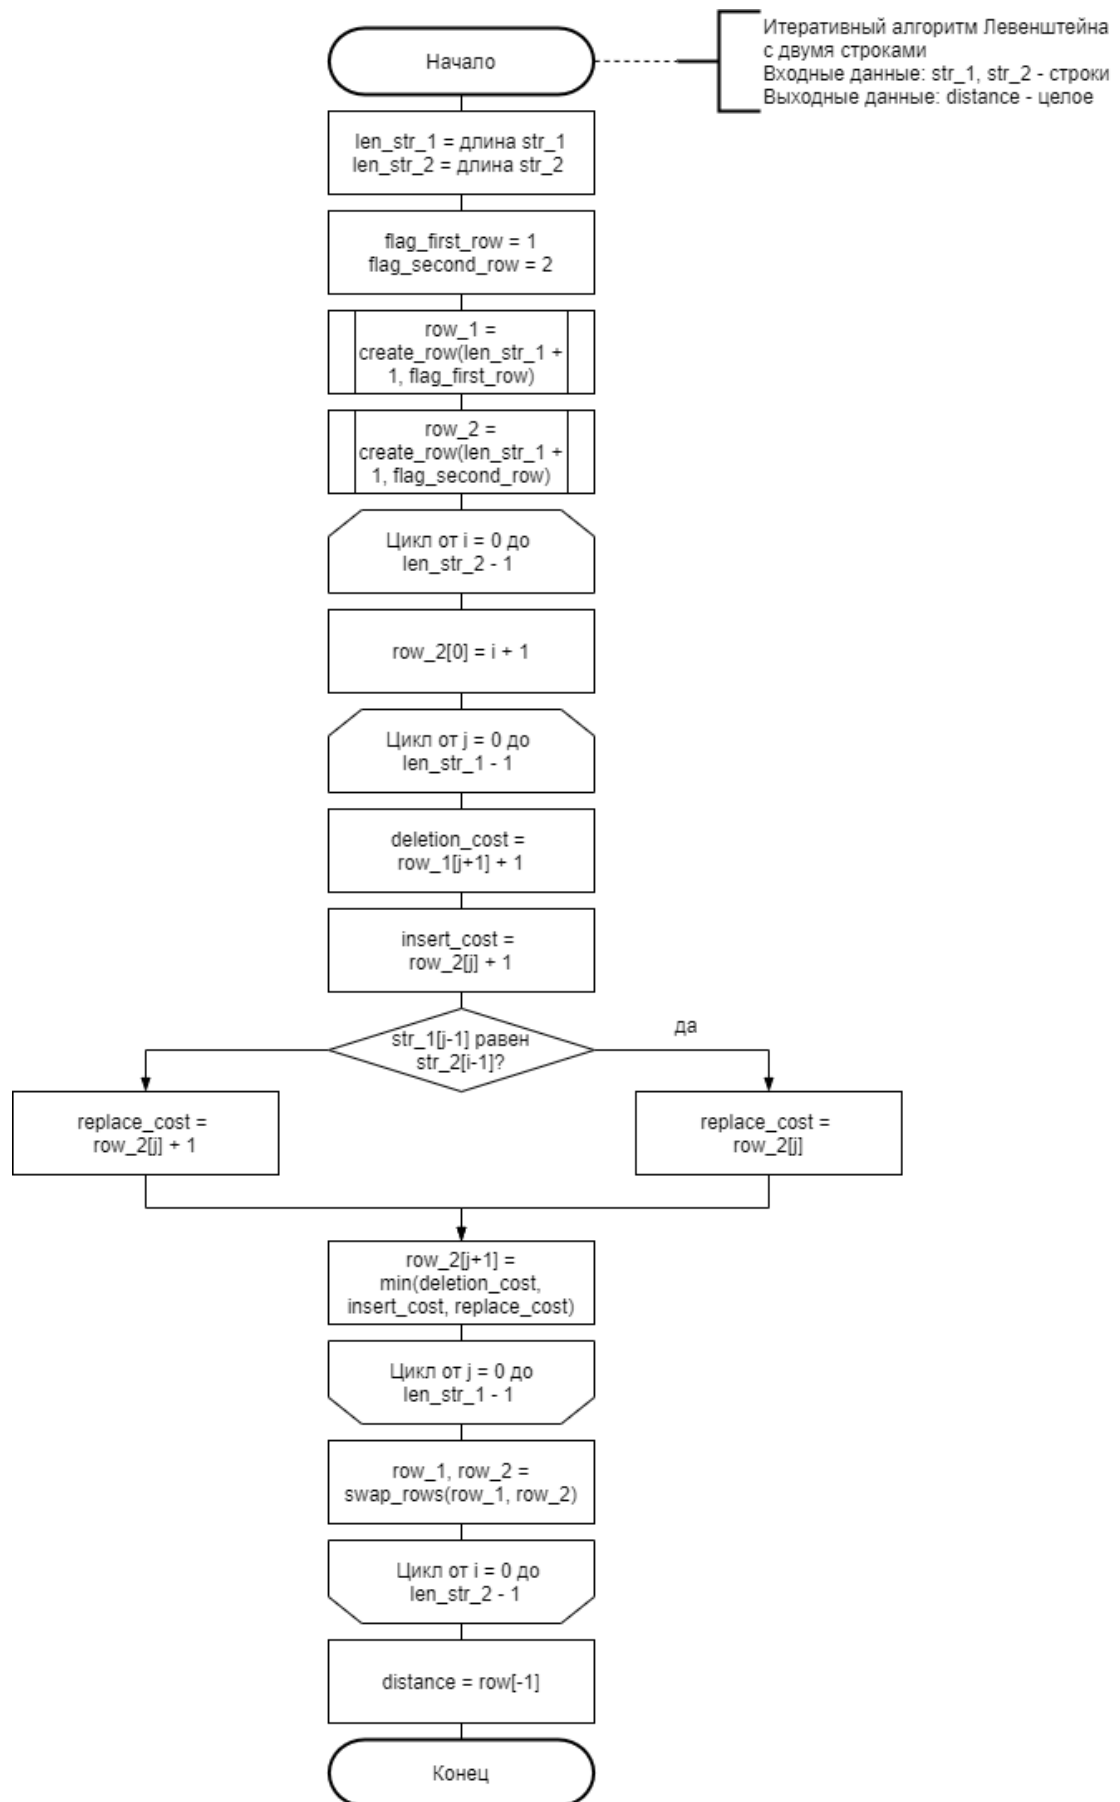 Начало
Итеративный алгоритм Левенштейна
с двумя строками
Входные данные: str_1, str_2 - строки
Выходные данные: distance - целое
len_str_1 = длина str_1
len_str_2 = длина str_2
flag_first_row = 1
flag_second_row = 2
row_1 =
create_row(len_str_1 +
1, flag_first_row)
row_2 =
create_row(len_str_1 +
1, flag_second_row)
Цикл от i = 0 до
len_str_2 - 1
row_2[0] = i + 1
Цикл от j = 0 до
len_str_1 - 1
deletion_cost =
row_1[j+1] + 1
insert_cost =
row_2[j] + 1
str_1[j-1] равен
str_2[i-1]?
да
replace_cost =
row_2[j] + 1
replace_cost =
row_2[j]
row_2[j+1] =
min(deletion_cost,
insert_cost, replace_cost)
Цикл от j = 0 до
len_str_1 - 1
row_1, row_2 =
swap_rows(row_1, row_2)
Цикл от i = 0 до
len_str_2 - 1
distance = row[-1]
Конец